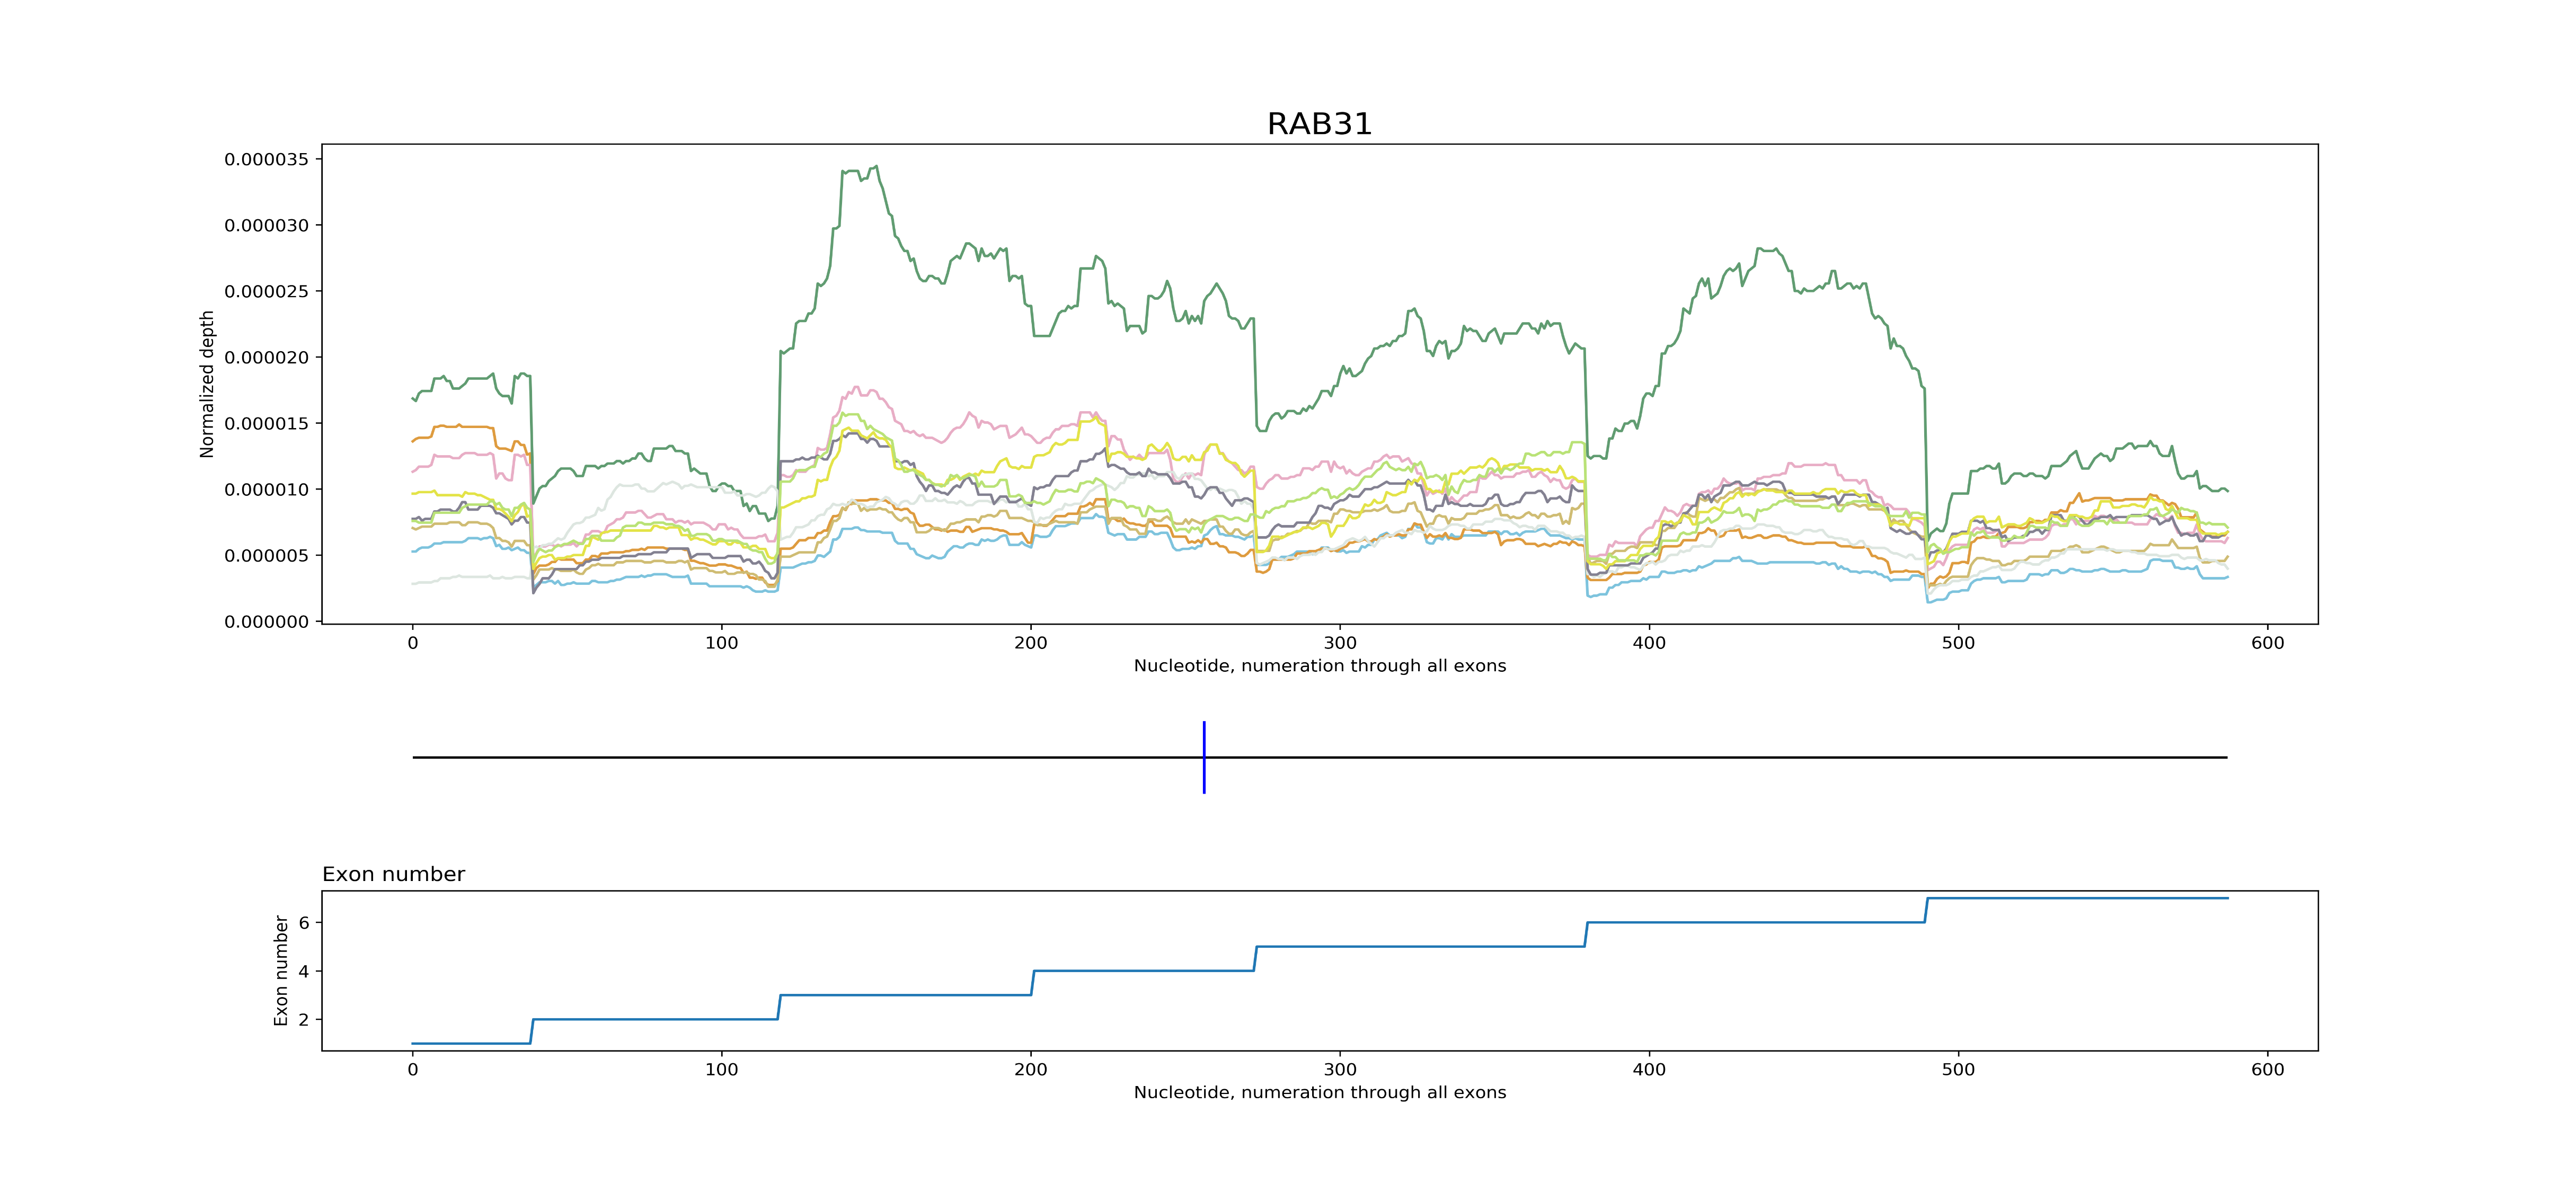 RAB31
0.000035
0.000030
0.000025
0.000020
0.000015
0.000010
0.000005
0.000000
Normalized depth
0 100 200 300 400 500 600
Nucleotide, numeration through all exons
Exon number
6
4
2
Exon number
0 100 200 300 400 500 600
Nucleotide, numeration through all exons